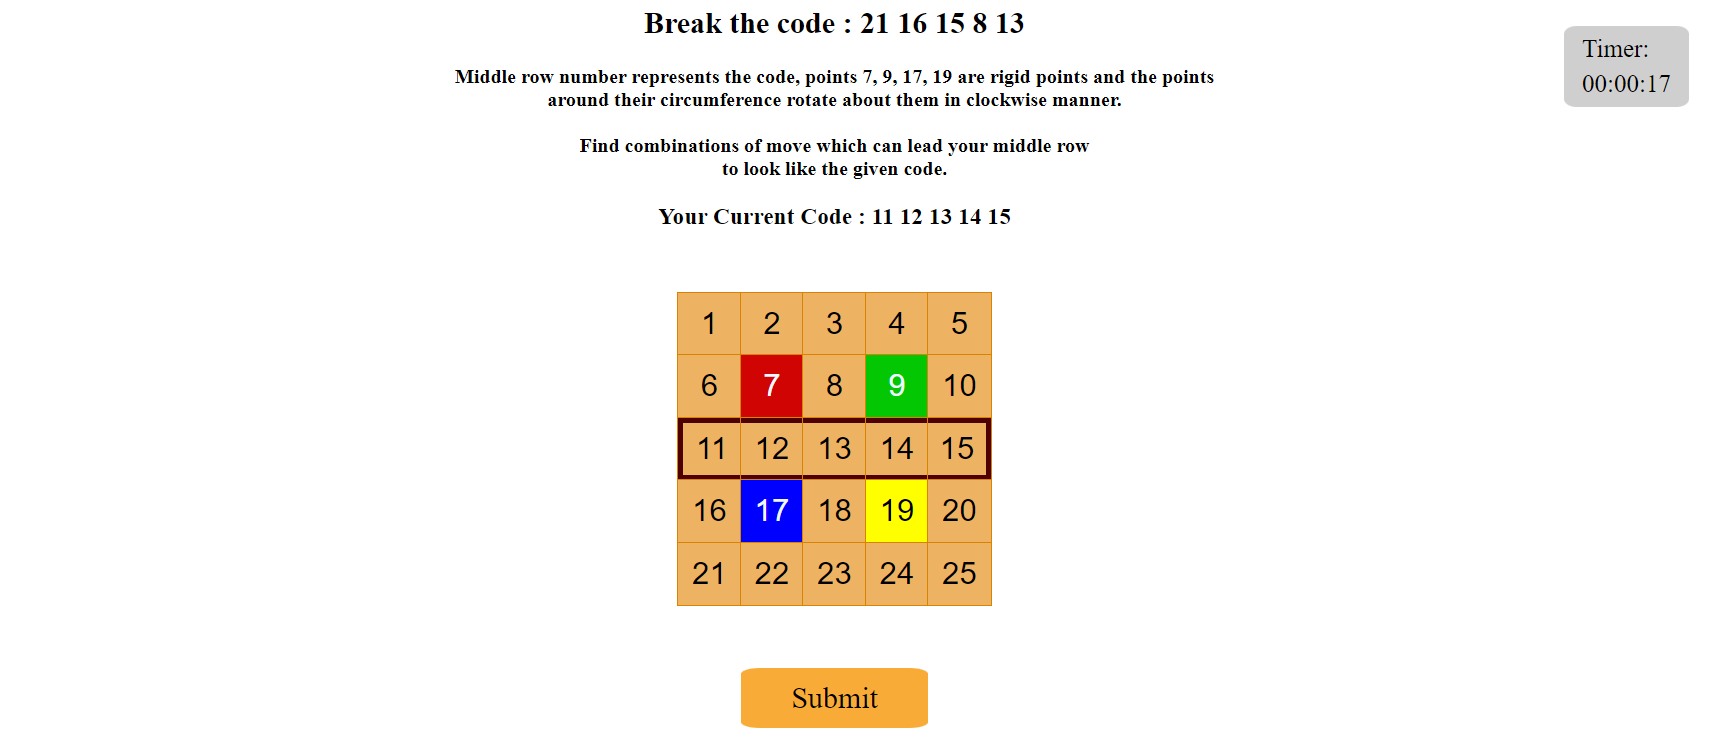 Break the code : 21 16 15 8 13
Timer:
00:00:17
Middle row number represents the code, points 7, 9, 17, 19 are rigid points and the points
around their circumference rotate about them in clockwise manner.
Find combinations of move which can lead your middle row
to look like the given code.
Your Current Code : 11 12 13 14 15
1 2 3 4 5
6 7 8 9 10
11 12 13 14 15
16 17 18 19 20
21 22 23 24 25
Submit